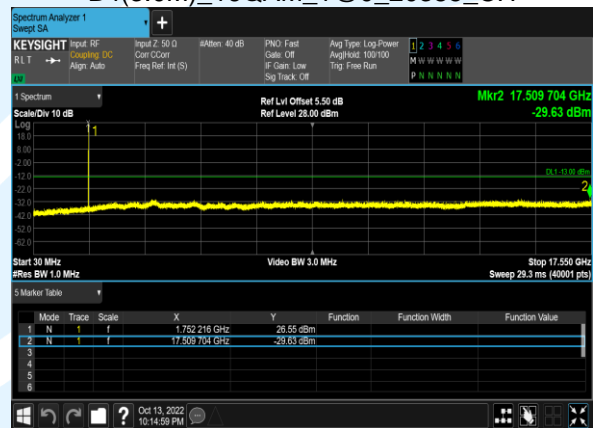 Spectrum Analyzer 1
Swept SA
+
KEYSIGHT Input: RF Input Z: 50 Ω #Atten: 40 dB PNO: Fast Avg Type: Log-Power 1 2 3 4 5 6
R L T Coupling: DC Corr CCorr Gate: Off Avg|Hold: 100/100 M W W W W W
Align: Auto Freq Ref: Int (S) IF Gain: Low Trig: Free Run
LW Sig Track: Off P N N N N N
1 Spectrum Ref Lvl Offset 5.50 dB Mkr2 17.509 704 GHz
Scale/Div 10 dB Ref Level 28.00 dBm -29.63 dBm
Log
18.0
8.00
-2.00
-12.0
-22.0
-32.0
-42.0
-52.0
-62.0
1
DL1 -13.00 dBm
2
Start 30 MHz Video BW 3.0 MHz Stop 17.550 GHz
#Res BW 1.0 MHz Sweep 29.3 ms (40001 pts)
5 Marker Table
Mode Trace Scale X Y Function Function Width Function Value
1 N 1 f 1.752 216 GHz 26.55 dBm
2 N 1 f 17.509 704 GHz -29.63 dBm
3
4
5
6
? Oct 13, 2022
10:14:59 PM